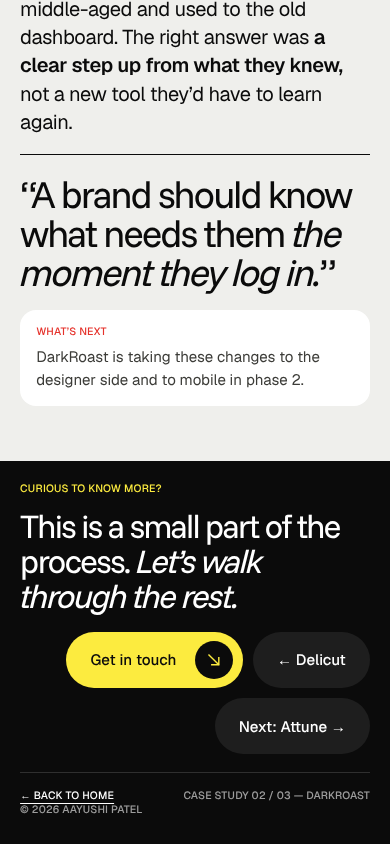 middle-aged and used to the old
dashboard. The right answer was a
clear step up from what they knew,
not a new tool they’d have to learn
again.
“A brand should know
what needs them the
moment they log in.”
WHAT’S NEXT
DarkRoast is taking these changes to the
designer side and to mobile in phase 2.
CURIOUS TO KNOW MORE?
This is a small part of the
process. Let’s walk
through the rest.
Get in touch ↘
← Delicut
Next: Attune →
← BACK TO HOME
CASE STUDY 02 / 03 — DARKROAST
© 2026 AAYUSHI PATEL